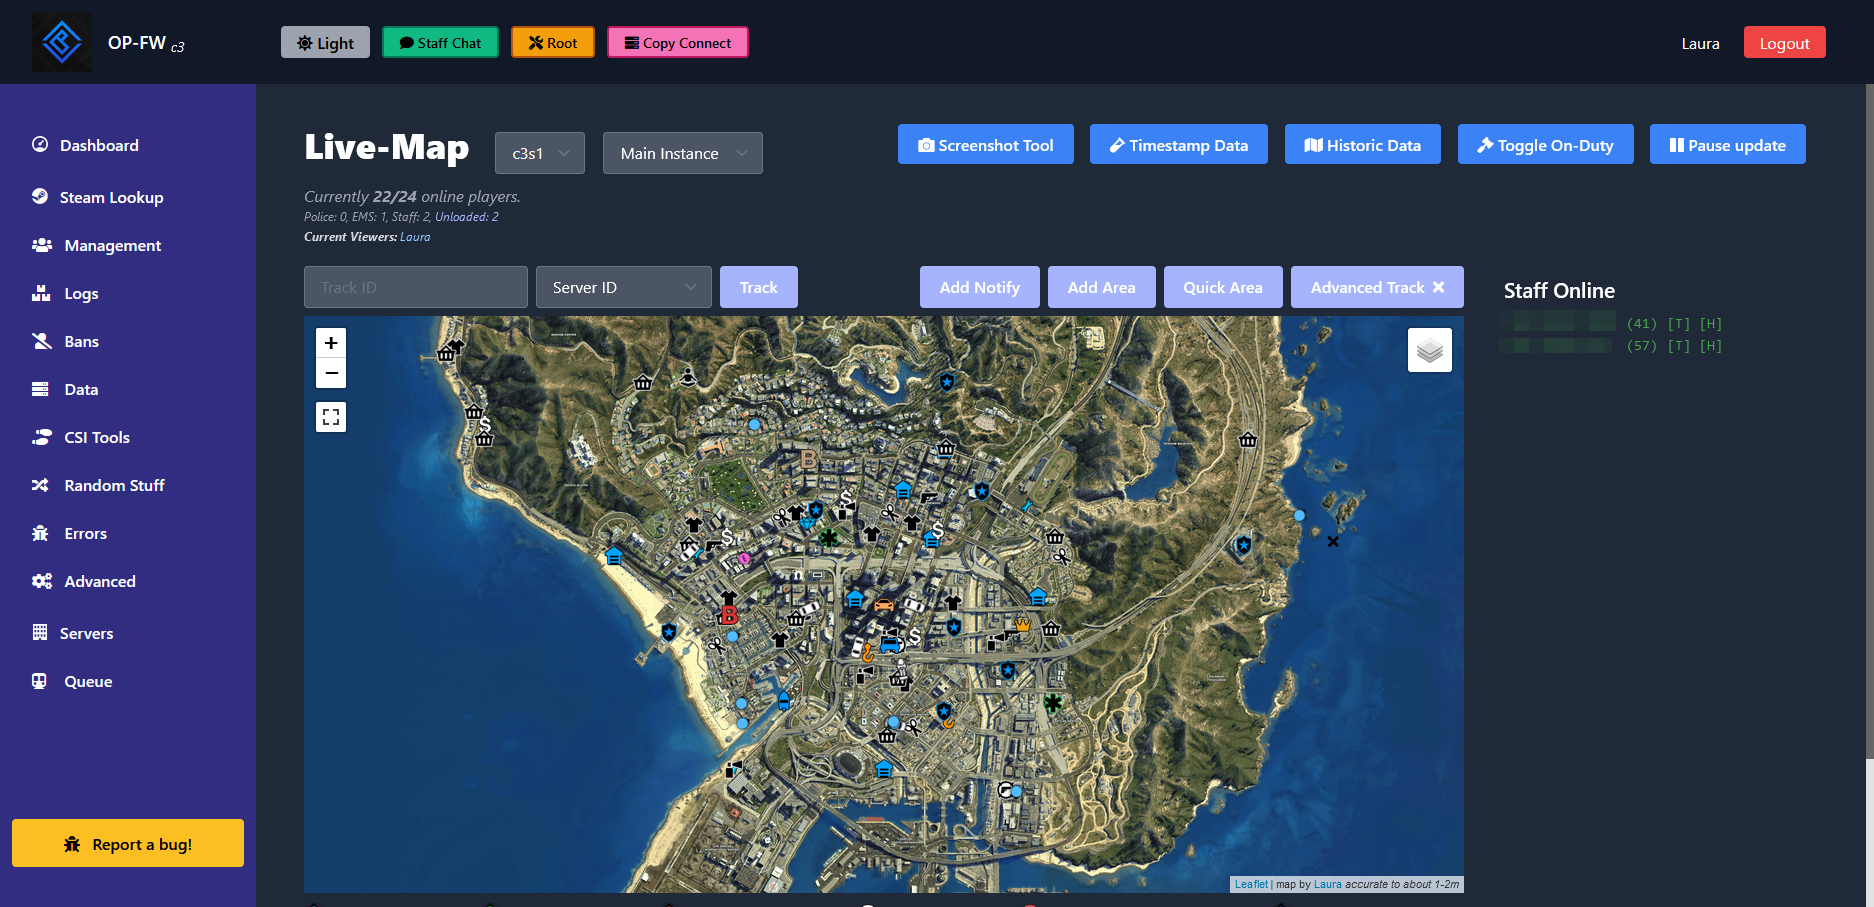 OP-FW c3
Light
Staff Chat
Root
Copy Connect
Laura
Logout
Dashboard
Steam Lookup
Management
Logs
Bans
Data
CSI Tools
Random Stuff
Errors
Advanced
Servers
Queue
Report a bug!
Live-Map
c3s1
Main Instance
Screenshot Tool
Timestamp Data
Historic Data
Toggle On-Duty
Pause update
Currently 22/24 online players.
Police: 0, EMS: 1, Staff: 2, Unloaded: 2
Current Viewers: Laura
Track ID
Server ID
Track
Add Notify
Add Area
Quick Area
Advanced Track
Staff Online
(41) [T] [H]
(57) [T] [H]
Leaflet | map by Laura accurate to about 1-2m